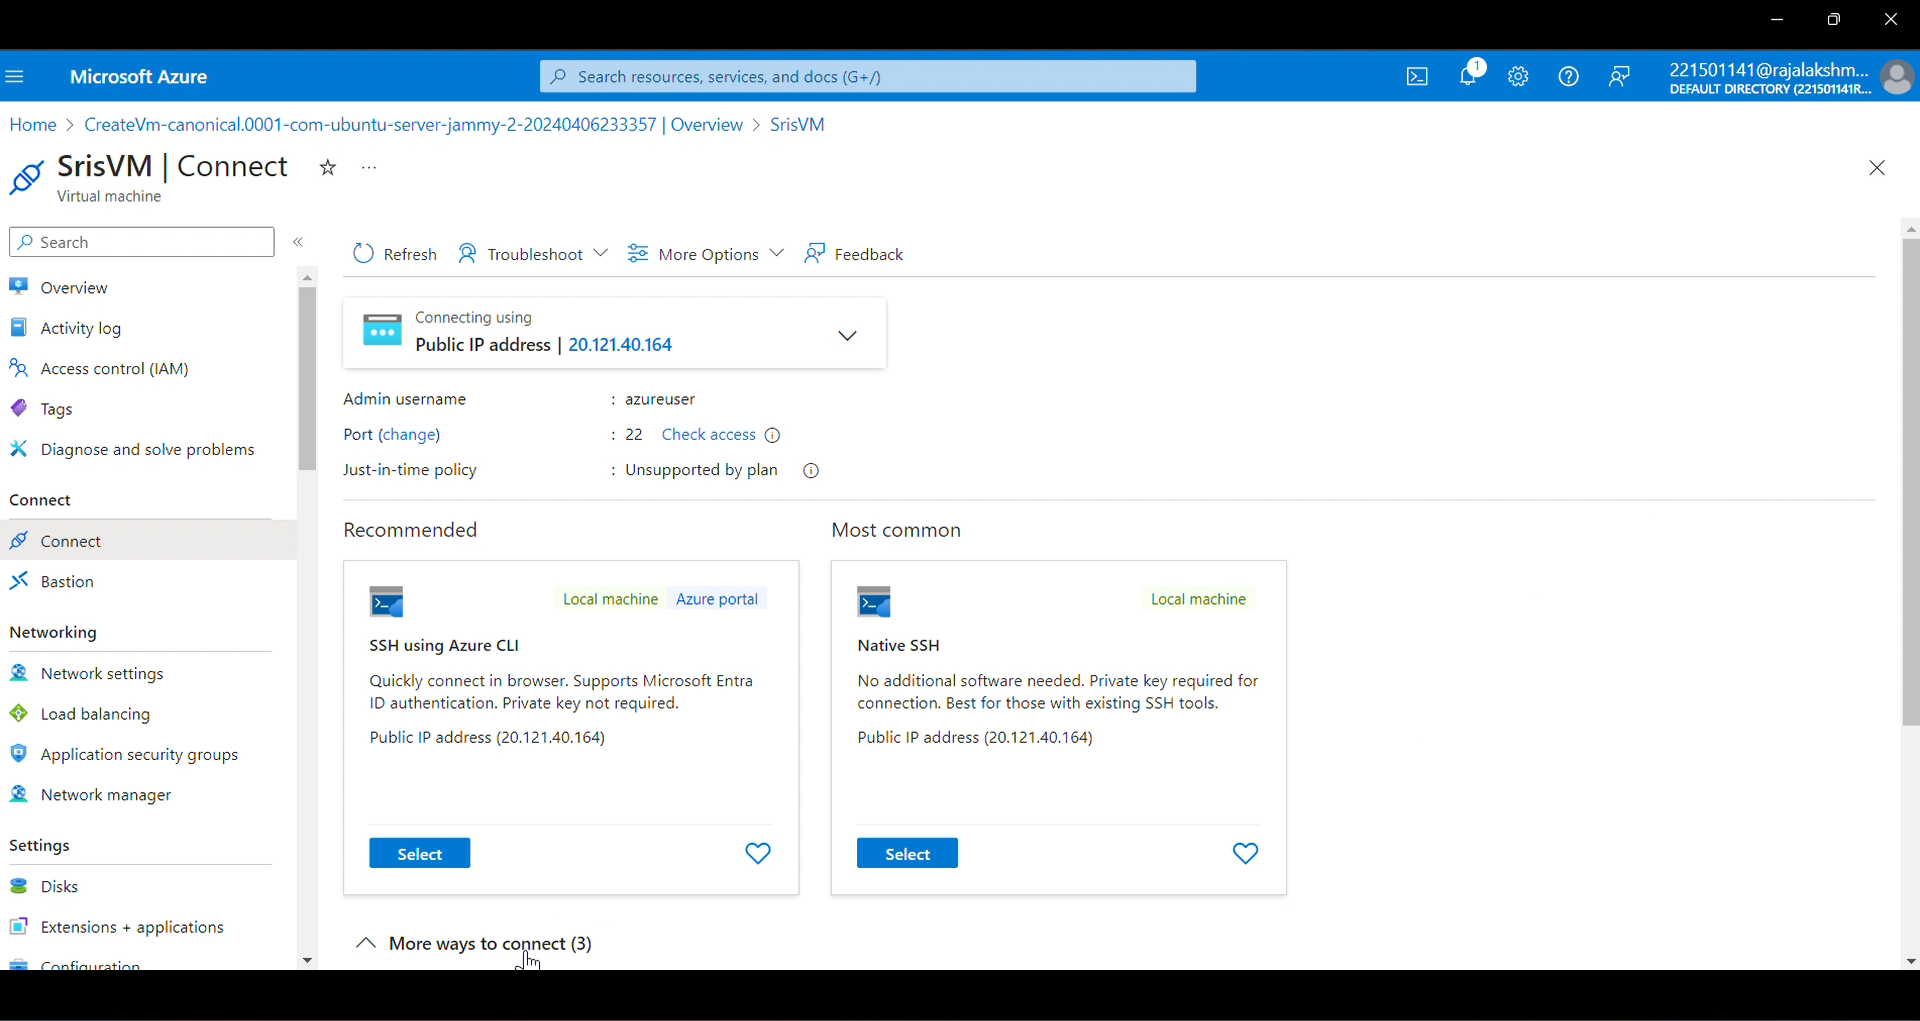 Microsoft Azure
Search resources, services, and docs (G+/)
1
221501141@rajalakshm...
DEFAULT DIRECTORY (221501141R...
Home > CreateVm-canonical.0001-com-ubuntu-server-jammy-2-20240406233357 | Overview > SrisVM
SrisVM | Connect
Virtual machine
Search
Overview
Activity log
Access control (IAM)
Tags
Diagnose and solve problems
Connect
Connect
Bastion
Networking
Network settings
Load balancing
Application security groups
Network manager
Settings
Disks
Extensions + applications
Configuration
Refresh
Troubleshoot
More Options
Feedback
Connecting using
Public IP address | 20.121.40.164
Admin username : azureuser
Port (change) : 22 Check access
Just-in-time policy : Unsupported by plan
Recommended
Local machine Azure portal
SSH using Azure CLI
Quickly connect in browser. Supports Microsoft Entra
ID authentication. Private key not required.
Public IP address (20.121.40.164)
Select
Most common
Local machine
Native SSH
No additional software needed. Private key required for
connection. Best for those with existing SSH tools.
Public IP address (20.121.40.164)
Select
More ways to connect (3)